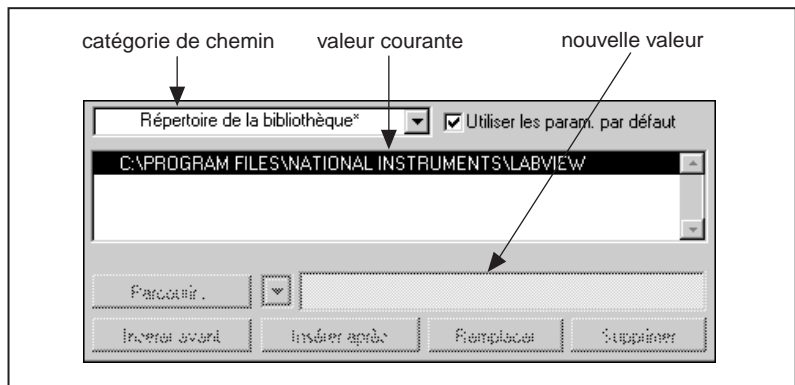 catégorie de chemin valeur courante nouvelle valeur
Répertoire de la bibliothèque* Utiliser les param. par défaut
C:\PROGRAM FILES\NATIONAL INSTRUMENTS\LABVIEW
Parcourir.
Insérer avant Insérer après Remplacer Supprimer